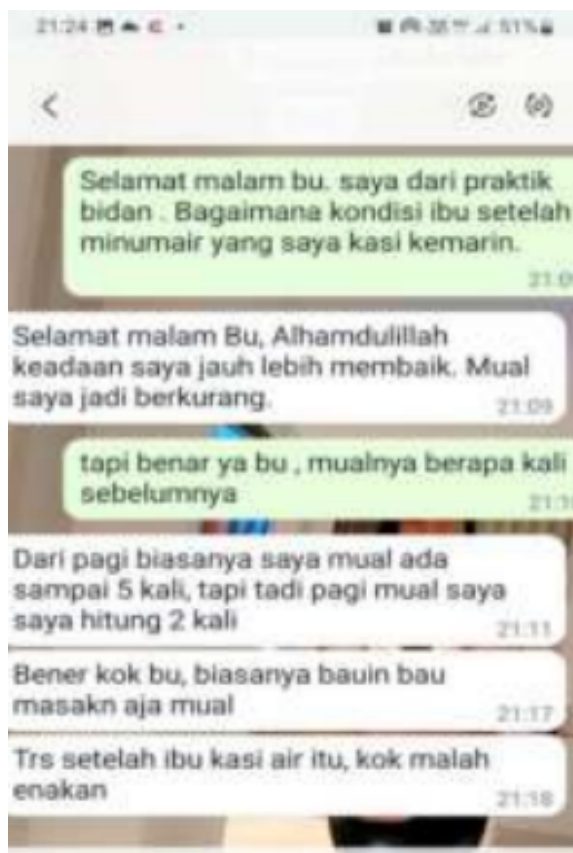 21:24
51%
Selamat malam bu. saya dari praktik
bidan . Bagaimana kondisi ibu setelah
minumair yang saya kasi kemarin.
Selamat malam Bu, Alhamdulillah
keadaan saya jauh lebih membaik. Mual
saya jadi berkurang.
21:09
tapi benar ya bu , mualnya berapa kali
sebelumnya
Dari pagi biasanya saya mual ada
sampai 5 kali, tapi tadi pagi mual saya
saya hitung 2 kali
21:11
Bener kok bu, biasanya bauin bau
masakn aja mual
21:17
Trs setelah ibu kasi air itu, kok malah
enakan
21:18